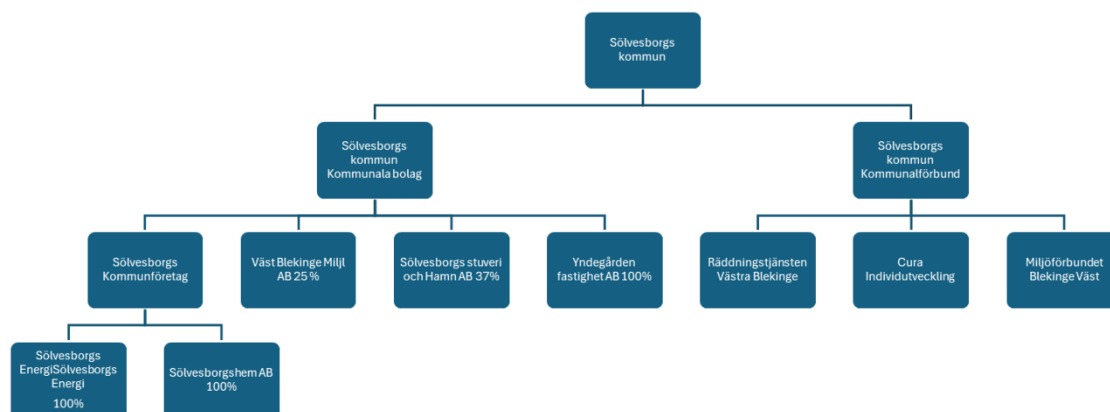 Sölvesborgs
kommun
Sölvesborgs
kommun
Kommunala bolag
Sölvesborgs
kommun
Kommunalförbund
Sölvesborgs
Kommunföretag
Väst Blekinge Miljl
AB 25 %
Sölvesborgs stuveri
och Hamn AB 37%
Yndegården
fastighet AB 100%
Räddningstjänsten
Västra Blekinge
Cura
Individutveckling
Miljöförbundet
Blekinge Väst
Sölvesborgs
EnergiSölvesborgs
Energi
100%
Sölvesborgshem AB
100%